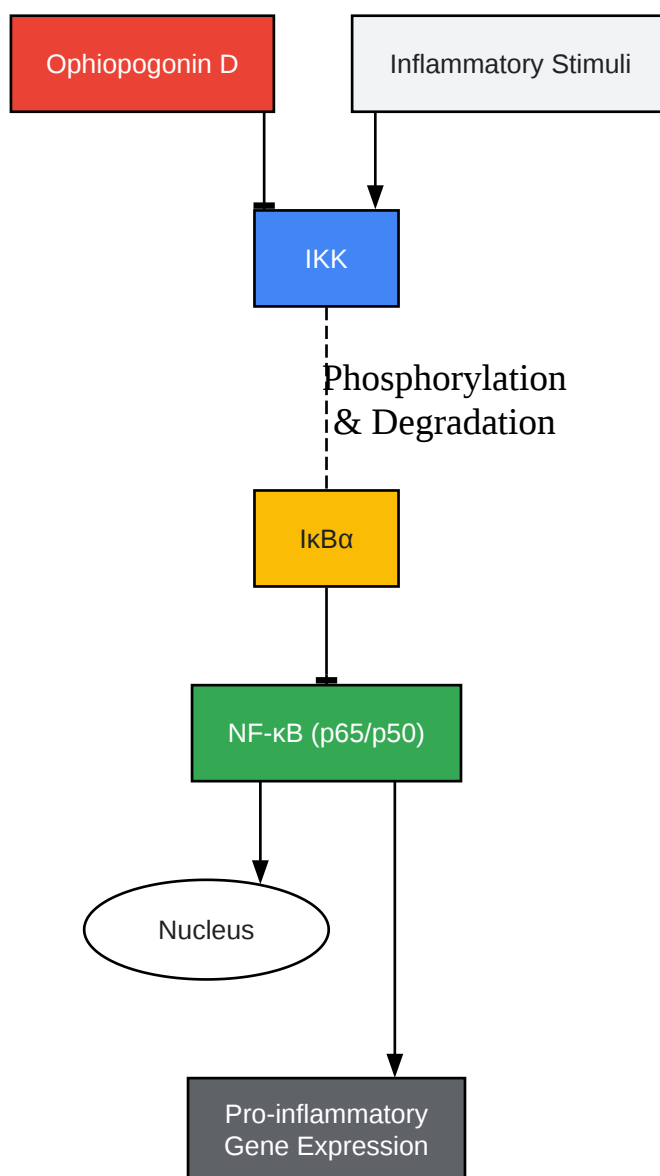 Ophiopogonin D
Inflammatory Stimuli
IKK
Phosphorylation
& Degradation
IκBα
NF-κB (p65/p50)
Nucleus
Pro-inflammatory
Gene Expression